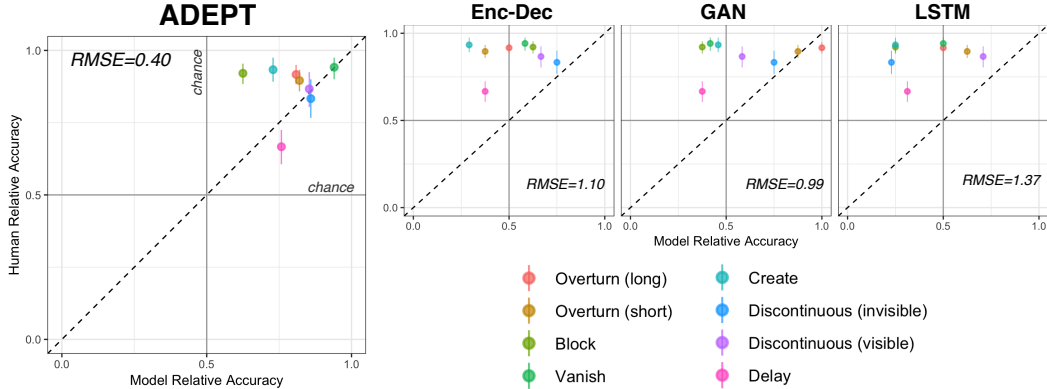 ADEPT
RMSE=0.40
chance
chance
1.0
0.5
0.0
0.0
0.5
1.0
Human Relative Accuracy
Model Relative Accuracy
Enc-Dec
GAN
LSTM
1.0
0.5
0.0
RMSE=1.10
RMSE=0.99
RMSE=1.37
0.0
0.5
1.0
0.0
0.5
1.0
0.0
0.5
1.0
Model Relative Accuracy
Overturn (long)
Overturn (short)
Block
Vanish
Create
Discontinuous (invisible)
Discontinuous (visible)
Delay